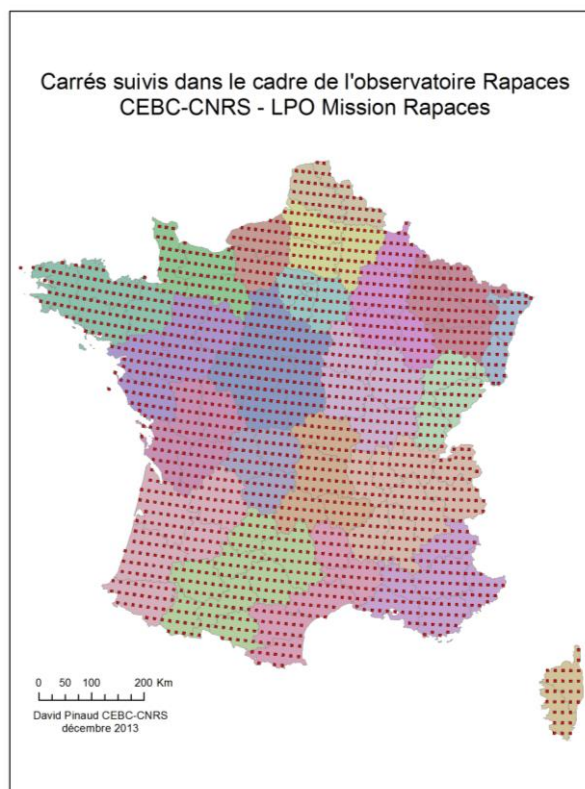 Carrés suivis dans le cadre de l'observatoire Rapaces
CEBC-CNRS - LPO Mission Rapaces
0 50 100 200 Km
David Pinaud CEBC-CNRS
décembre 2013